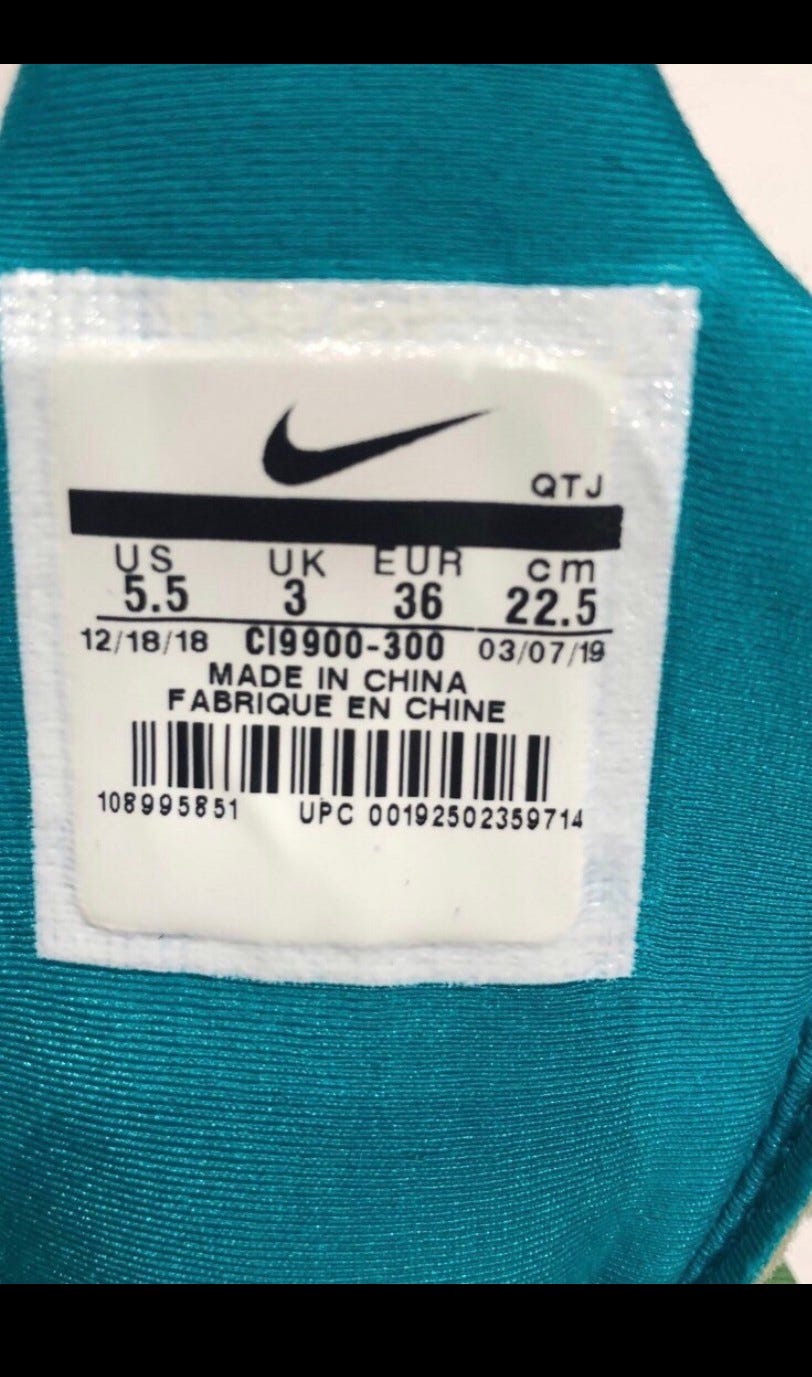 QTJ
US UK EUR cm
5.5 3 36 22.5
12/18/18 CI9900-300 03/07/19
MADE IN CHINA
FABRIQUE EN CHINE
108995851 UPC 00192502359714